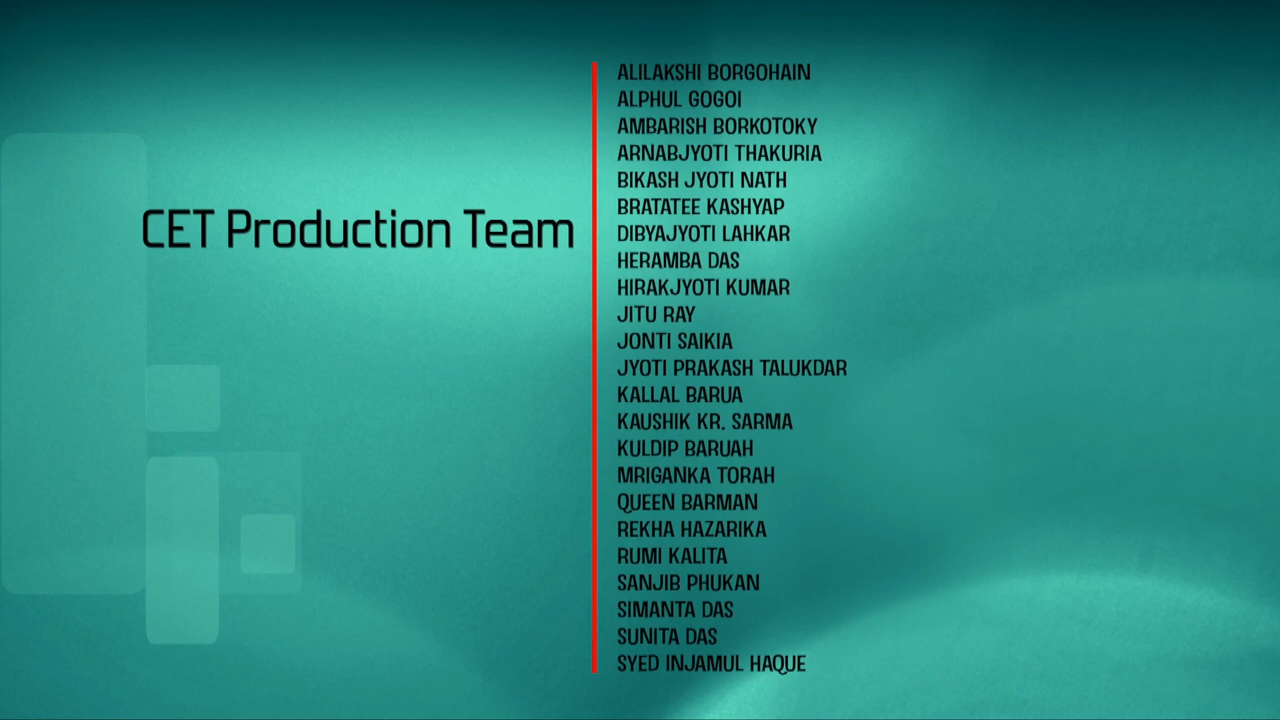 CET Production Team
ALILAKSHI BORGOHAIN
ALPHUL GOGOI
AMBARISH BORKOTOKY
ARNABJYOTI THAKURIA
BIKASH JYOTI NATH
BRATATEE KASHYAP
DIBYAJYOTI LAHKAR
HERAMBA DAS
HIRAKJYOTI KUMAR
JITU RAY
JONTI SAIKIA
JYOTI PRAKASH TALUKDAR
KALLAL BARUA
KAUSHIK KR. SARMA
KULDIP BARUAH
MRIGANKA TORAH
QUEEN BARMAN
REKHA HAZARIKA
RUMI KALITA
SANJIB PHUKAN
SIMANTA DAS
SUNITA DAS
SYED INJAMUL HAQUE